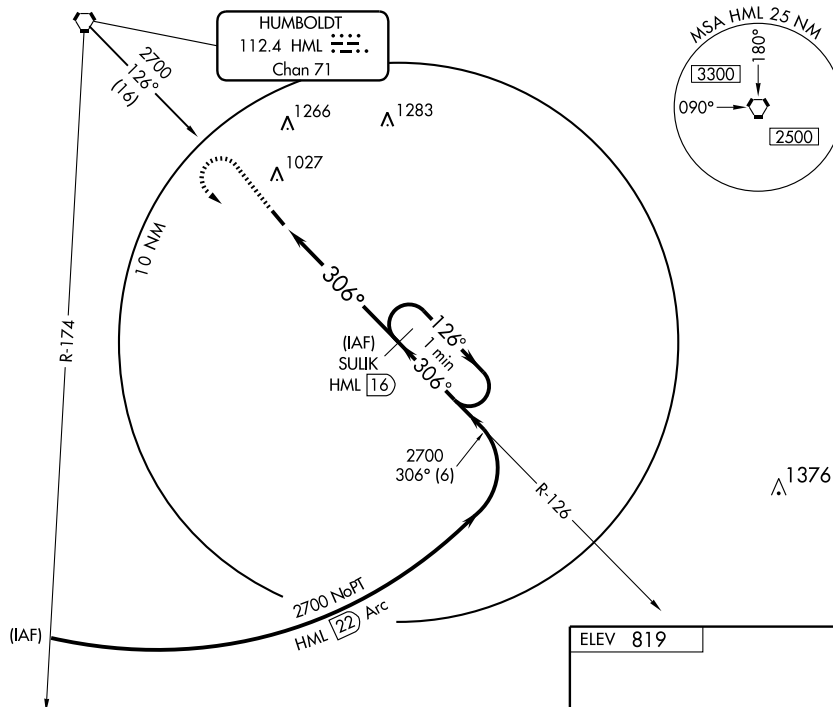 HUMBOLDT
112.4 HML
Chan 71
2700
126°
(16)
MSA HML 25 NM
180°
3300
090°
2500
1266
1283
1027
10 NM
306°
126°
1 min
306°
(IAF)
SULIK
HML 16
R-174
2700
306° (6)
R-126
1376
2700 NoPT
HML 22 Arc
(IAF)
ELEV 819